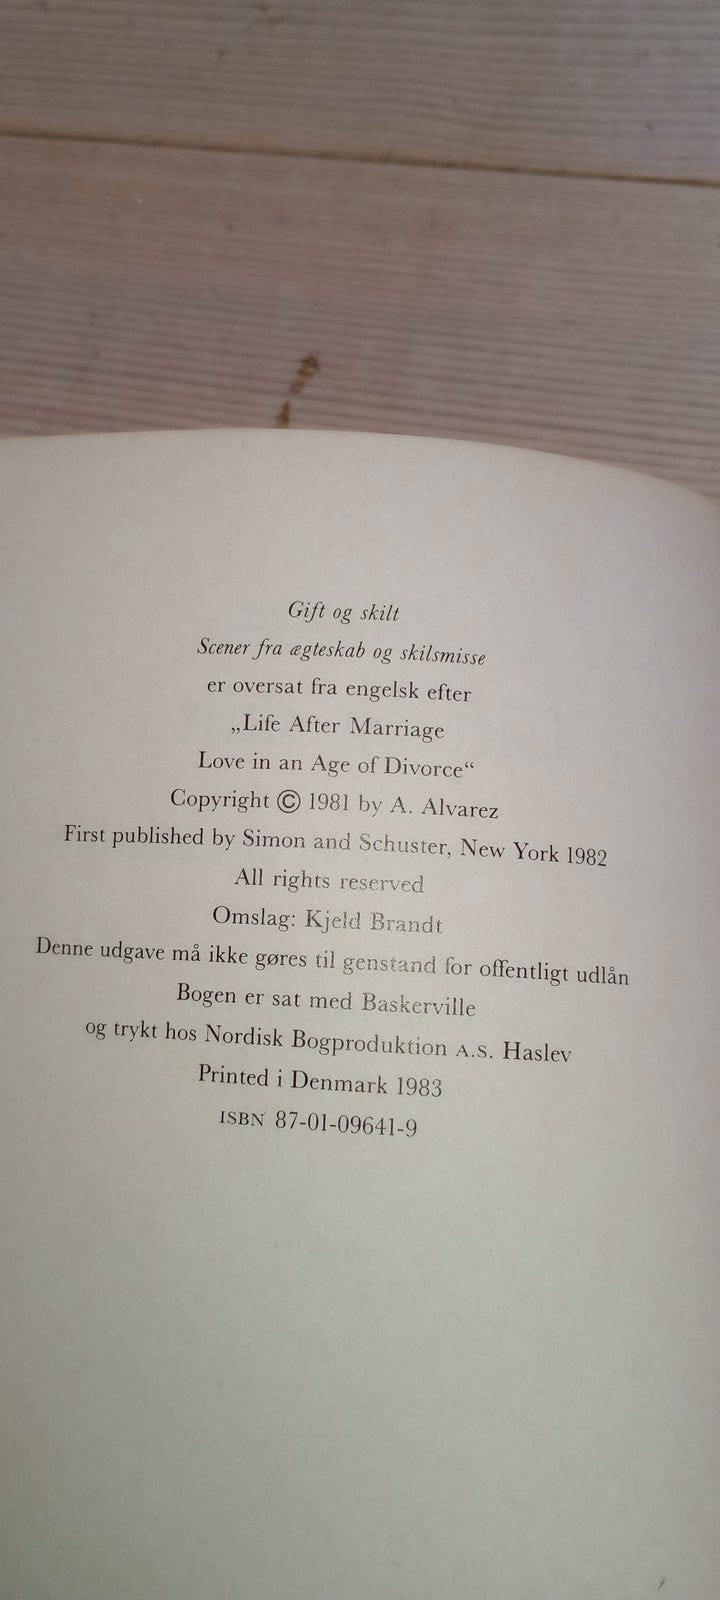 Gift og skilt
Scener fra ægteskab og skilsmisse
er oversat fra engelsk efter
„Life After Marriage
Love in an Age of Divorce“
Copyright © 1981 by A. Alvarez
First published by Simon and Schuster, New York 1982
All rights reserved
Omslag: Kjeld Brandt
Denne udgave må ikke gøres til genstand for offentligt udlån
Bogen er sat med Baskerville
og trykt hos Nordisk Bogproduktion A.S. Haslev
Printed i Denmark 1983
ISBN 87-01-09641-9